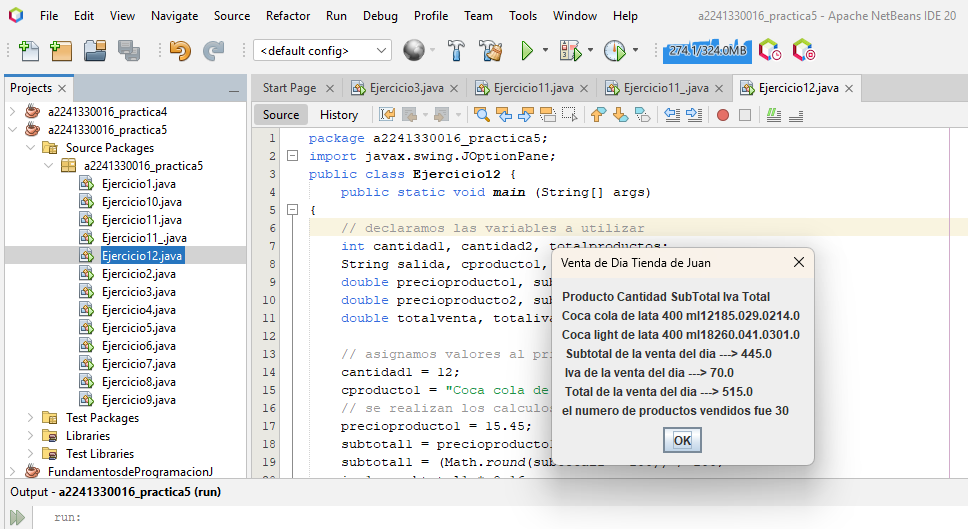 File Edit View Navigate Source Refactor Run Debug Profile Team Tools Window Help
a2241330016_practica5 - Apache NetBeans IDE 20
<default config>
274.1/324.0MB
Projects
a2241330016_practica4
a2241330016_practica5
Source Packages
a2241330016_practica5
Ejercicio1.java
Ejercicio10.java
Ejercicio11.java
Ejercicio11_.java
Ejercicio12.java
Ejercicio2.java
Ejercicio3.java
Ejercicio4.java
Ejercicio5.java
Ejercicio6.java
Ejercicio7.java
Ejercicio8.java
Ejercicio9.java
Test Packages
Libraries
Test Libraries
FundamentosdeProgramacionJ
Start Page Ejercicio3.java Ejercicio11.java Ejercicio11_.java Ejercicio12.java
Source History
1 package a2241330016_practica5;
2 import javax.swing.JOptionPane;
3 public class Ejercicio12 {
4 public static void main (String[] args)
5 {
6 // declaramos las variables a utilizar
7 int cantidad1, cantidad2, totalproductos;
8 String salida, cproducto1,
9 double precioproducto1, sub
10 double precioproducto2, sub
11 double totalventa, totaliva
12
13 // asignamos valores al pri
14 cantidad1 = 12;
15 cproducto1 = "Coca cola de
16 // se realizan los calculos
17 precioproducto1 = 15.45;
18 subtotal1 = precioproducto1
19 subtotal1 = (Math.round(
Venta de Dia Tienda de Juan
Producto Cantidad SubTotal Iva Total
Coca cola de lata 400 ml12185.029.0214.0
Coca light de lata 400 ml18260.041.0301.0
Subtotal de la venta del dia ---> 445.0
Iva de la venta del dia ---> 70.0
Total de la venta del dia ---> 515.0
el numero de productos vendidos fue 30
OK
Output - a2241330016_practica5 (run)
run: